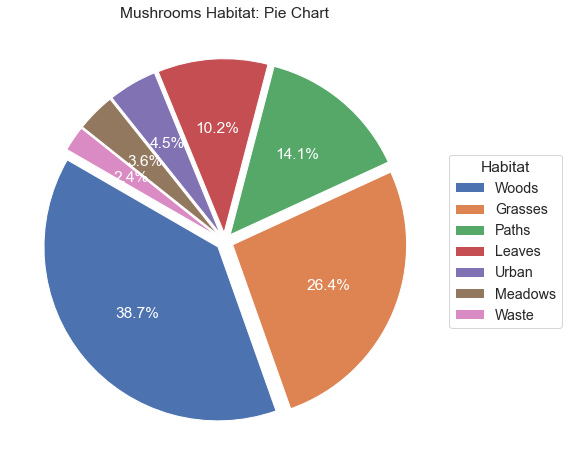 Mushrooms Habitat: Pie Chart
10.2%
4.5%
14.1%
3.6%
2.4%
26.4%
38.7%
Habitat
Woods
Grasses
Paths
Leaves
Urban
Meadows
Waste